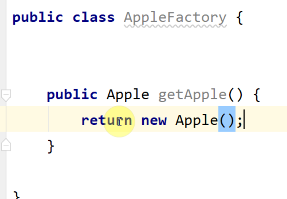 public class AppleFactory {
public Apple getApple() {
return new Apple();
}
}